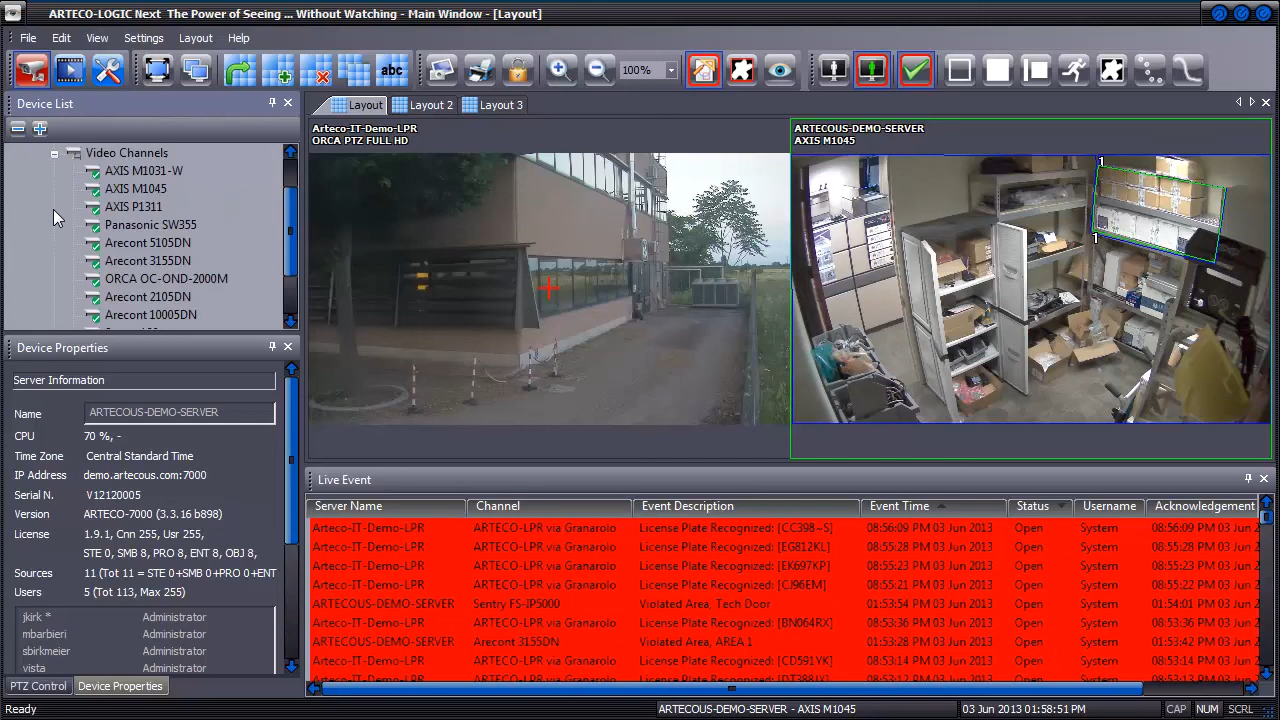 ARTECO-LOGIC Next The Power of Seeing ... Without Watching - Main Window - [Layout]
File Edit View Settings Layout Help
abc 100%
Device List
Video Channels
AXIS M1031-W
AXIS M1045
AXIS P1311
Panasonic SW355
Arecont 5105DN
Arecont 3155DN
ORCA OC-OND-2000M
Arecont 2105DN
Arecont 10005DN
Device Properties
Server Information
Name ARTECOUS-DEMO-SERVER
CPU 70 %, -
Time Zone Central Standard Time
IP Address demo.artecous.com:7000
Serial N. V12120005
Version ARTECO-7000 (3.3.16 b898)
License 1.9.1, Cnn 255, Usr 255,
STE 0, SMB 8, PRO 8, ENT 8, OBJ 8,
Sources 11 (Tot 11 = STE 0+SMB 0+PRO 0+ENT
Users 5 (Tot 113, Max 255)
jkirk * Administrator
mbarbieri Administrator
sbirkmeier Administrator
vista Administrator
PTZ Control Device Properties
Layout Layout 2 Layout 3
Arteco-IT-Demo-LPR
ORCA PTZ FULL HD
ARTECOUS-DEMO-SERVER
AXIS M1045
1
1
Live Event
Server Name Channel Event Description Event Time Status Username Acknowledgement
Arteco-IT-Demo-LPR ARTECO-LPR via Granarolo License Plate Recognized: [CC398~S] 08:56:09 PM 03 Jun 2013 Open System 08:56:09 PM 03 Jun 2
Arteco-IT-Demo-LPR ARTECO-LPR via Granarolo License Plate Recognized: [EG812KL] 08:55:28 PM 03 Jun 2013 Open System 08:55:28 PM 03 Jun 2
Arteco-IT-Demo-LPR ARTECO-LPR via Granarolo License Plate Recognized: [EK697KP] 08:55:23 PM 03 Jun 2013 Open System 08:55:23 PM 03 Jun 2
Arteco-IT-Demo-LPR ARTECO-LPR via Granarolo License Plate Recognized: [CJ96EM] 08:55:21 PM 03 Jun 2013 Open System 08:55:22 PM 03 Jun 2
ARTECOUS-DEMO-SERVER Sentry FS-IP5000 Violated Area, Tech Door 01:53:54 PM 03 Jun 2013 Open System 01:54:01 PM 03 Jun 2
Arteco-IT-Demo-LPR ARTECO-LPR via Granarolo License Plate Recognized: [BN064RX] 08:53:36 PM 03 Jun 2013 Open System 08:53:36 PM 03 Jun 2
ARTECOUS-DEMO-SERVER Arecont 3155DN Violated Area, AREA 1 01:53:28 PM 03 Jun 2013 Open System 01:53:42 PM 03 Jun 2
Arteco-IT-Demo-LPR ARTECO-LPR via Granarolo License Plate Recognized: [CD591YK] 08:53:14 PM 03 Jun 2013 Open System 08:53:14 PM 03 Jun 2
Ready ARTECOUS-DEMO-SERVER - AXIS M1045 03 Jun 2013 01:58:51 PM CAP NUM SCRL